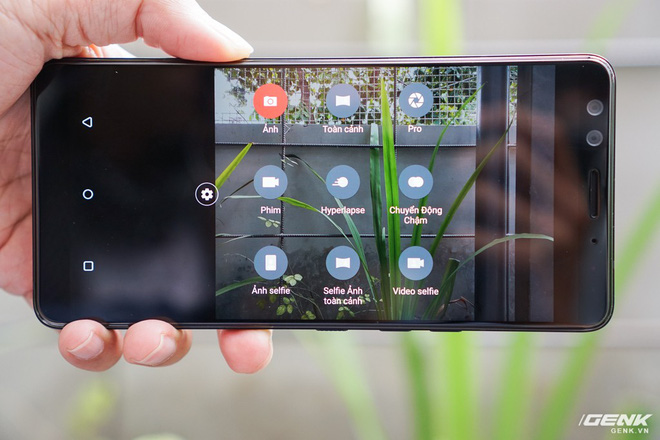 Ảnh
Toàn cảnh
Pro
Phim
Hyperlapse
Chuyển Động
Chậm
Ảnh selfie
Selfie Ảnh
toàn cảnh
Video selfie
GENK
GENK.VN